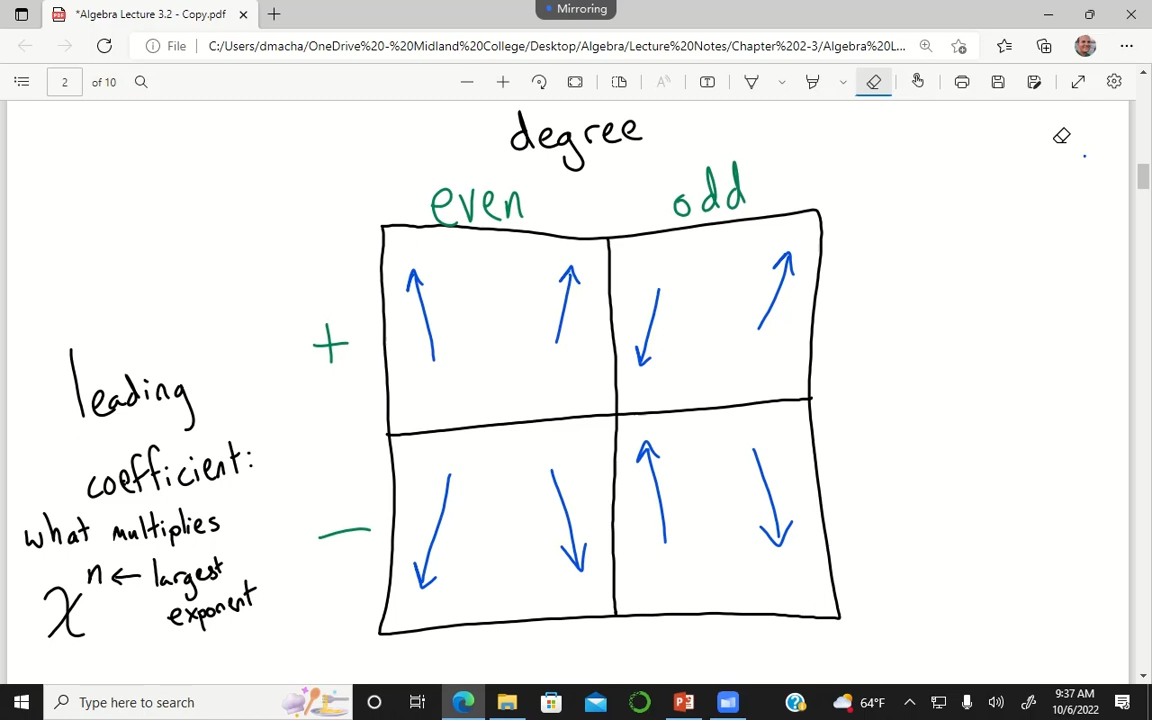 *Algebra Lecture 3.2 - Copy.pdf
Mirroring
File
C:/Users/dmacha/OneDrive%20-%20Midland%20College/Desktop/Algebra/Lecture%20Notes/Chapter%202-3/Algebra%20L...
2 of 10
degree
even odd
+
leading
coefficient:
what multiplies
−
n ← largest
x exponent
Type here to search
64°F
9:37 AM
10/6/2022